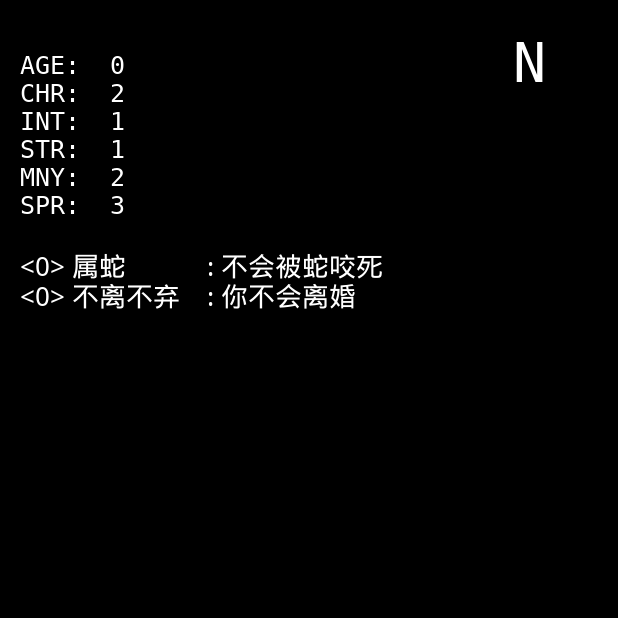 N
AGE: 0
CHR: 2
INT: 1
STR: 1
MNY: 2
SPR: 3
<O> 属蛇 :不会被蛇咬死
<O> 不离不弃 :你不会离婚